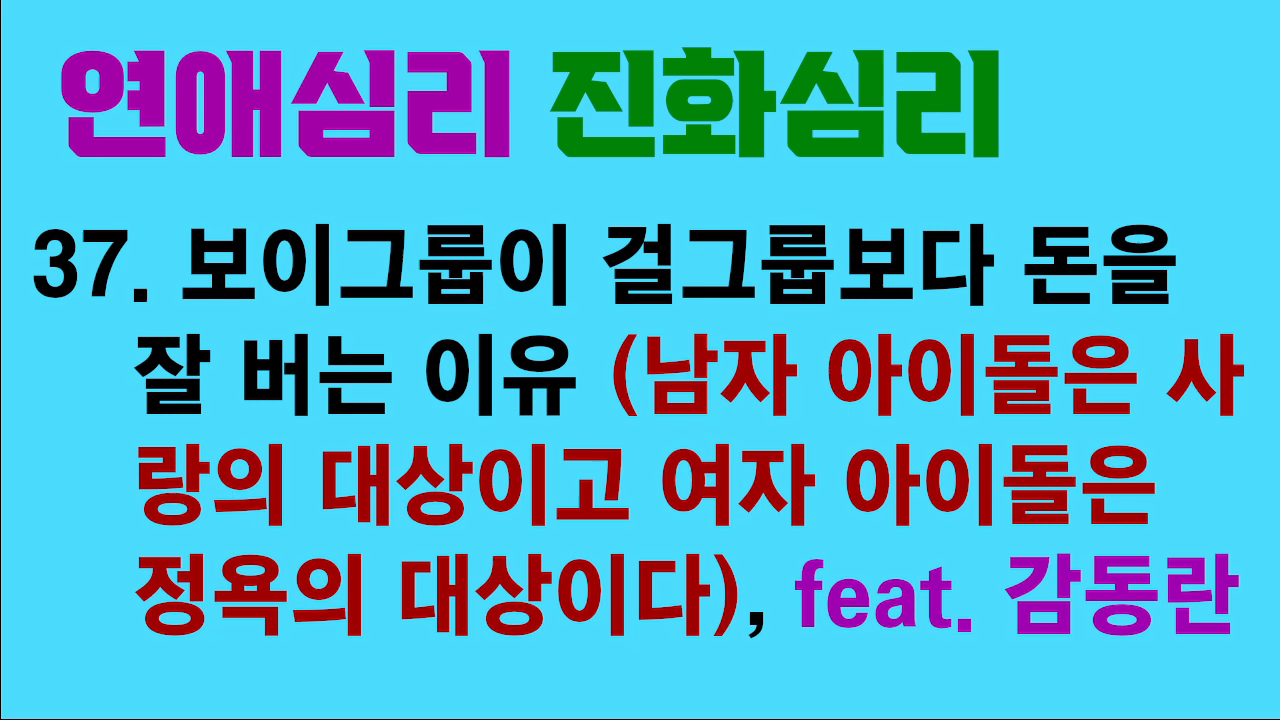 연애심리 진화심리
37. 보이그룹이 걸그룹보다 돈을
잘 버는 이유 (남자 아이돌은 사
랑의 대상이고 여자 아이돌은
정욕의 대상이다), feat. 감동란